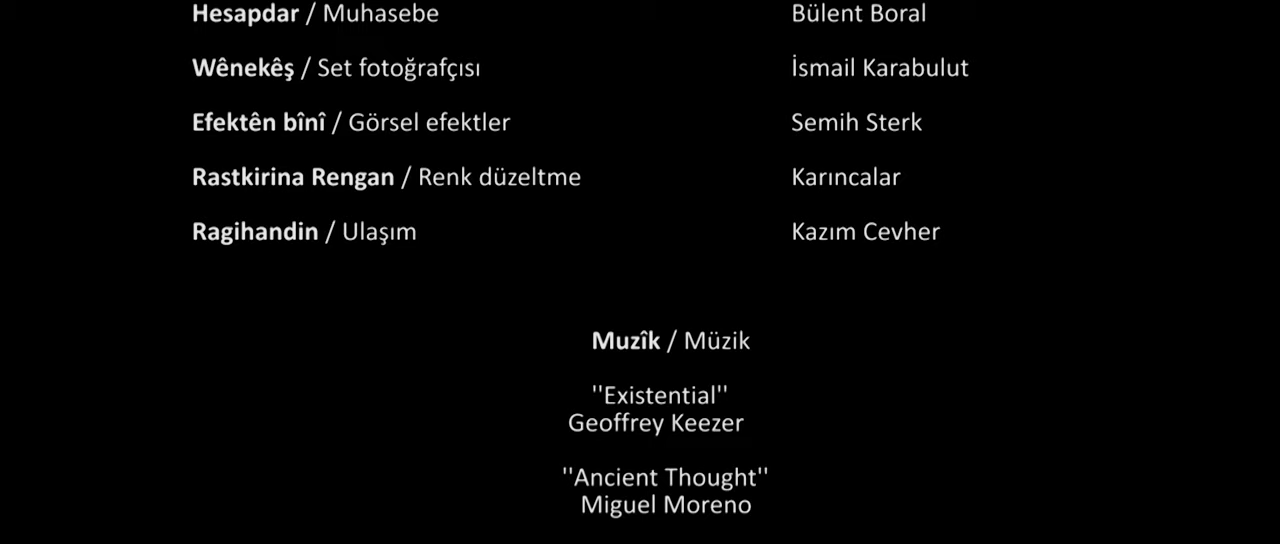 Hesapdar / Muhasebe Bülent Boral
Wênekêş / Set fotoğrafçısı İsmail Karabulut
Efektên bînî / Görsel efektler Semih Sterk
Rastkirina Rengan / Renk düzeltme Karıncalar
Ragihandin / Ulaşım Kazım Cevher
Muzîk / Müzik
''Existential''
Geoffrey Keezer
''Ancient Thought''
Miguel Moreno